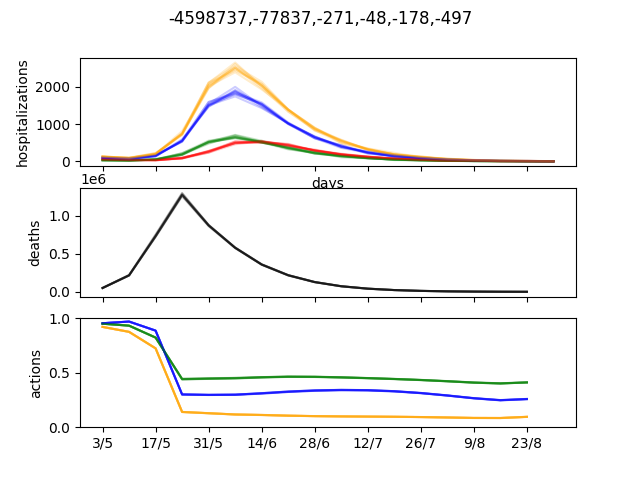 -4598737,-77837,-271,-48,-178,-497
hospitalizations
2000
1000
0
days
1e6
deaths
1.0
0.5
0.0
actions
1.0
0.5
0.0
3/5 17/5 31/5 14/6 28/6 12/7 26/7 9/8 23/8